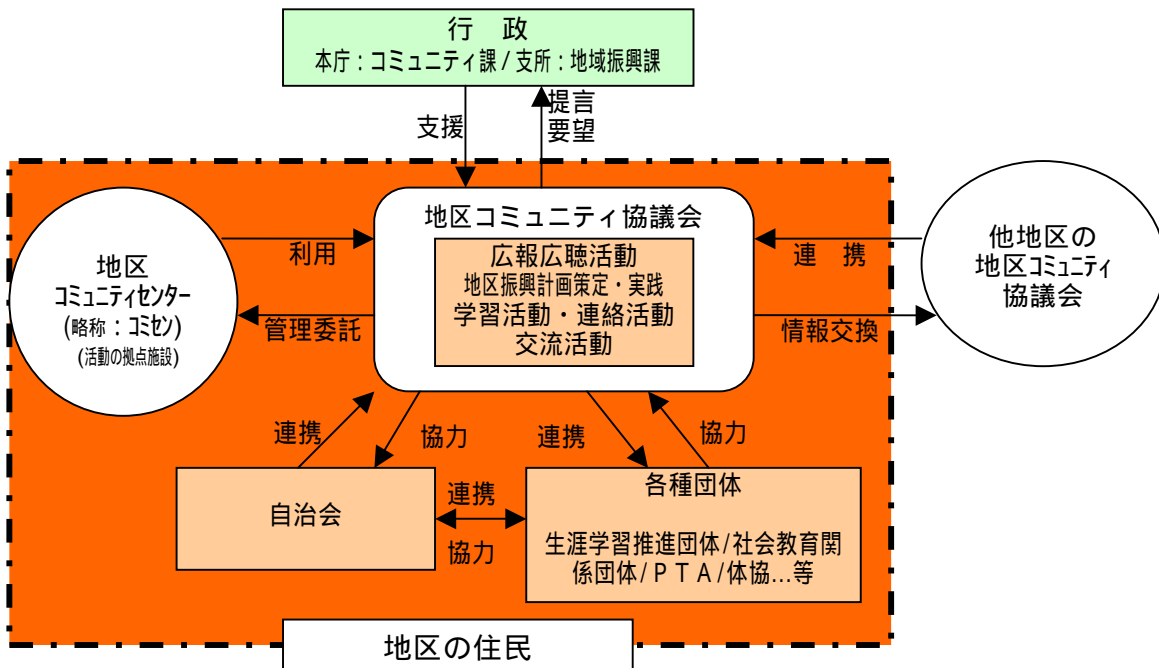 行　政
本庁：コミュニティ課 / 支所：地域振興課
支援
提言
要望
地区コミュニティ協議会
広報広聴活動
地区振興計画策定・実践
学習活動・連絡活動
交流活動
地区
コミュニティセンター
(略称：コミセン)
(活動の拠点施設)
利用
管理委託
連　携
情報交換
他地区の
地区コミュニティ
協議会
連携
協力
連携
協力
自治会
連携
協力
各種団体
生涯学習推進団体/社会教育関
係団体/ＰＴＡ/体協…等
地区の住民